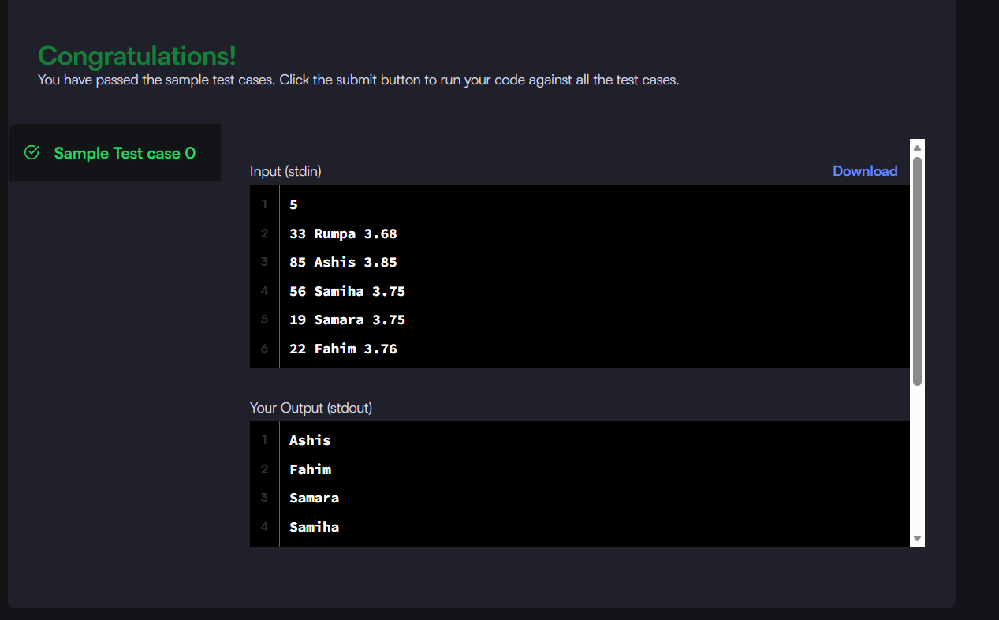 Congratulations!
You have passed the sample test cases. Click the submit button to run your code against all the test cases.
Sample Test case 0
Input (stdin)
Download
1 5
2 33 Rumpa 3.68
3 85 Ashis 3.85
4 56 Samiha 3.75
5 19 Samara 3.75
6 22 Fahim 3.76
Your Output (stdout)
1 Ashis
2 Fahim
3 Samara
4 Samiha